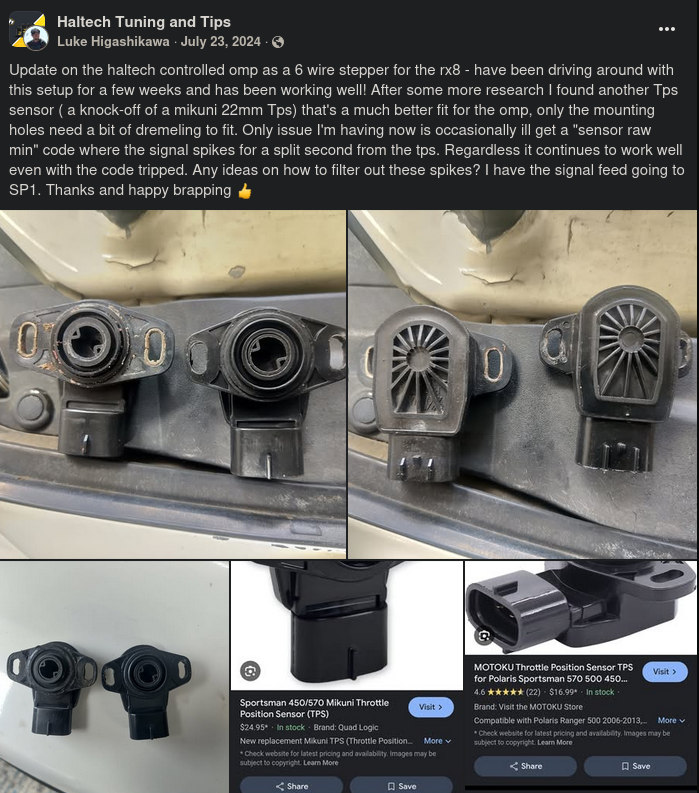 Haltech Tuning and Tips
Luke Higashikawa · July 23, 2024 ·
Update on the haltech controlled omp as a 6 wire stepper for the rx8 - have been driving around with
this setup for a few weeks and has been working well! After some more research I found another Tps
sensor ( a knock-off of a mikuni 22mm Tps) that's a much better fit for the omp, only the mounting
holes need a bit of dremeling to fit. Only issue I'm having now is occasionally ill get a "sensor raw
min" code where the signal spikes for a split second from the tps. Regardless it continues to work well
even with the code tripped. Any ideas on how to filter out these spikes? I have the signal feed going to
SP1. Thanks and happy brapping 👍
Sportsman 450/570 Mikuni Throttle
Position Sensor (TPS)
Visit >
$24.95* · In stock · Brand: Quad Logic
New replacement Mikuni TPS (Throttle Position...
More
* Check website for latest pricing and availability. Images may be
subject to copyright. Learn More
Share
Save
MOTOKU Throttle Position Sensor TPS
for Polaris Sportsman 570 500 450...
Visit >
4.6 ★★★★★ (22) · $16.99* · In stock ·
Brand: Visit the MOTOKU Store
Compatible with Polaris Ranger 500 2006-2013,...
More
* Check website for latest pricing and availability. Images may be
subject to copyright. Learn More
Share
Save